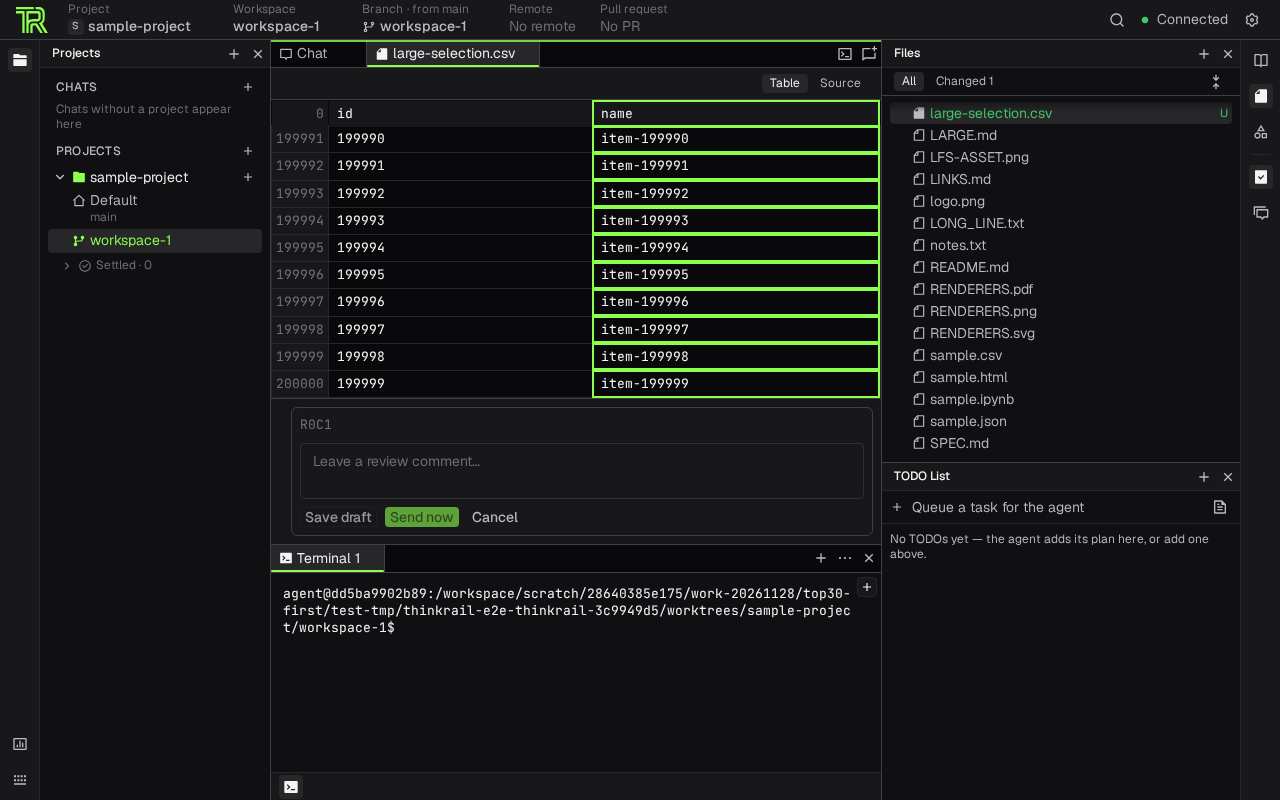 TR
Project
S sample-project
Workspace
workspace-1
Branch · from main
workspace-1
Remote
No remote
Pull request
No PR
Connected
Projects
CHATS
Chats without a project appear
here
PROJECTS
sample-project
Default
main
workspace-1
Settled · 0
Chat
large-selection.csv
Table
Source
0 id name
199991 199990 item-199990
199992 199991 item-199991
199993 199992 item-199992
199994 199993 item-199993
199995 199994 item-199994
199996 199995 item-199995
199997 199996 item-199996
199998 199997 item-199997
199999 199998 item-199998
200000 199999 item-199999
R0C1
Leave a review comment…
Save draft
Send now
Cancel
Terminal 1
agent@dd5ba9902b89:/workspace/scratch/28640385e175/work-20261128/top30-
first/test-tmp/thinkrail-e2e-thinkrail-3c9949d5/worktrees/sample-projec
t/workspace-1$
Files
All
Changed 1
large-selection.csv U
LARGE.md
LFS-ASSET.png
LINKS.md
logo.png
LONG_LINE.txt
notes.txt
README.md
RENDERERS.pdf
RENDERERS.png
RENDERERS.svg
sample.csv
sample.html
sample.ipynb
sample.json
SPEC.md
TODO List
Queue a task for the agent
No TODOs yet — the agent adds its plan here, or add one
above.